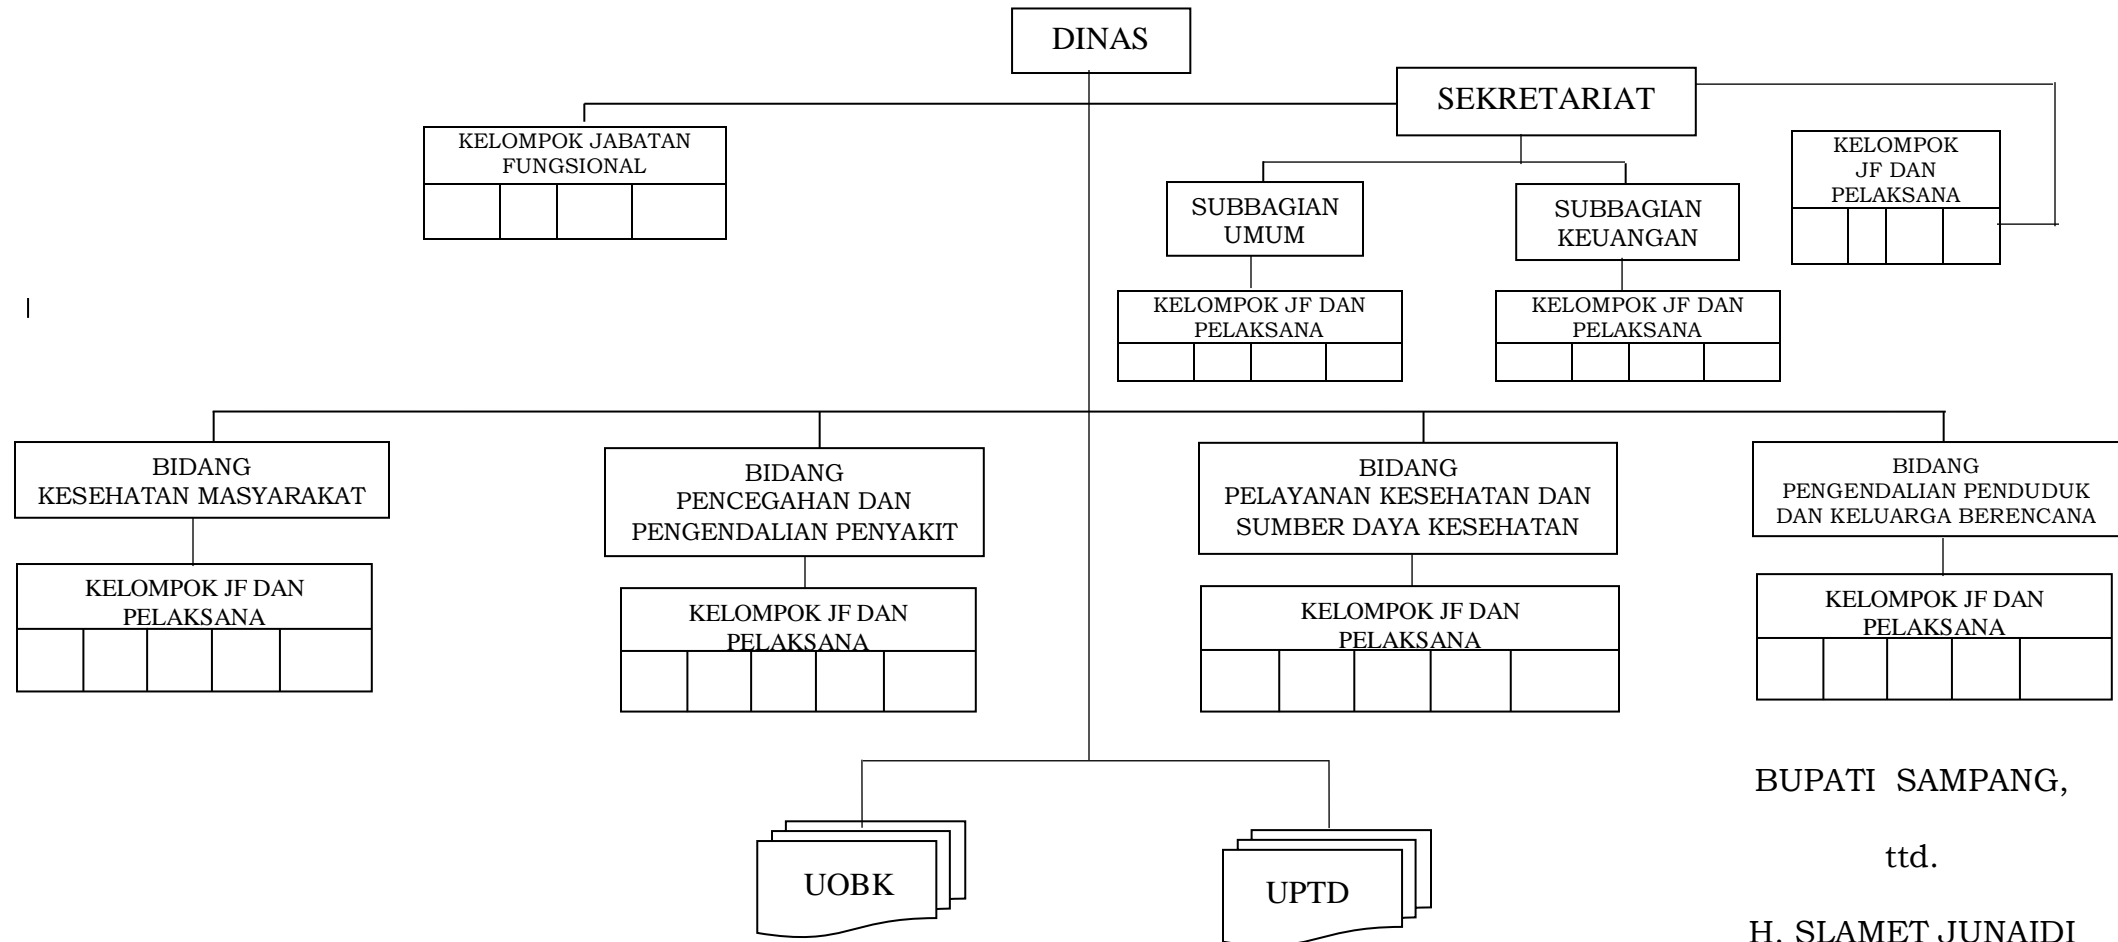 DINAS
SEKRETARIAT
KELOMPOK JABATAN
FUNGSIONAL
KELOMPOK
JF DAN
PELAKSANA
SUBBAGIAN
UMUM
SUBBAGIAN
KEUANGAN
KELOMPOK JF DAN
PELAKSANA
KELOMPOK JF DAN
PELAKSANA
BIDANG
KESEHATAN MASYARAKAT
BIDANG
PENCEGAHAN DAN
PENGENDALIAN PENYAKIT
BIDANG
PELAYANAN KESEHATAN DAN
SUMBER DAYA KESEHATAN
BIDANG
PENGENDALIAN PENDUDUK
DAN KELUARGA BERENCANA
KELOMPOK JF DAN
PELAKSANA
KELOMPOK JF DAN
PELAKSANA
KELOMPOK JF DAN
PELAKSANA
KELOMPOK JF DAN
PELAKSANA
UOBK
UPTD
BUPATI SAMPANG,
ttd.
H. SLAMET JUNAIDI